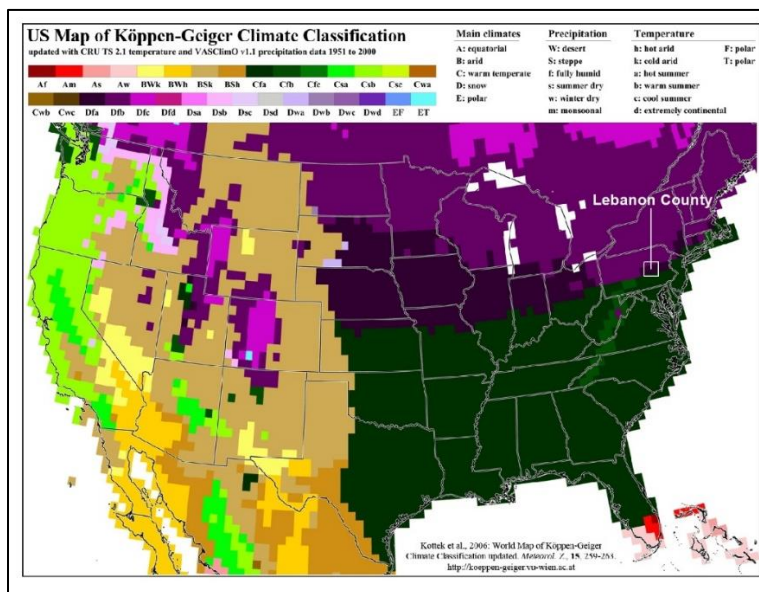 US Map of Köppen-Geiger Climate Classification
updated with CRU TS 2.1 temperature and VASClimO v1.1 precipitation data 1951 to 2000
Af Am As Aw BWk BWh BSk BSh Cfa Cfb Cfc Csa Csb Csc Cwa
Cwb Cwc Dfa Dfb Dfc Dfd Dsa Dsb Dsc Dsd Dwa Dwb Dwc Dwd EF ET
Main climates
A: equatorial
B: arid
C: warm temperate
D: snow
E: polar
Precipitation
W: desert
S: steppe
f: fully humid
s: summer dry
w: winter dry
m: monsoonal
Temperature
h: hot arid F: polar
k: cold arid T: polar
a: hot summer
b: warm summer
c: cool summer
d: extremely continental
Lebanon County
Kottek et al., 2006: World Map of Köppen-Geiger
Climate Classification updated. Meteorol. Z., 15, 259-263.
http://koeppen-geiger.vu-wien.ac.at